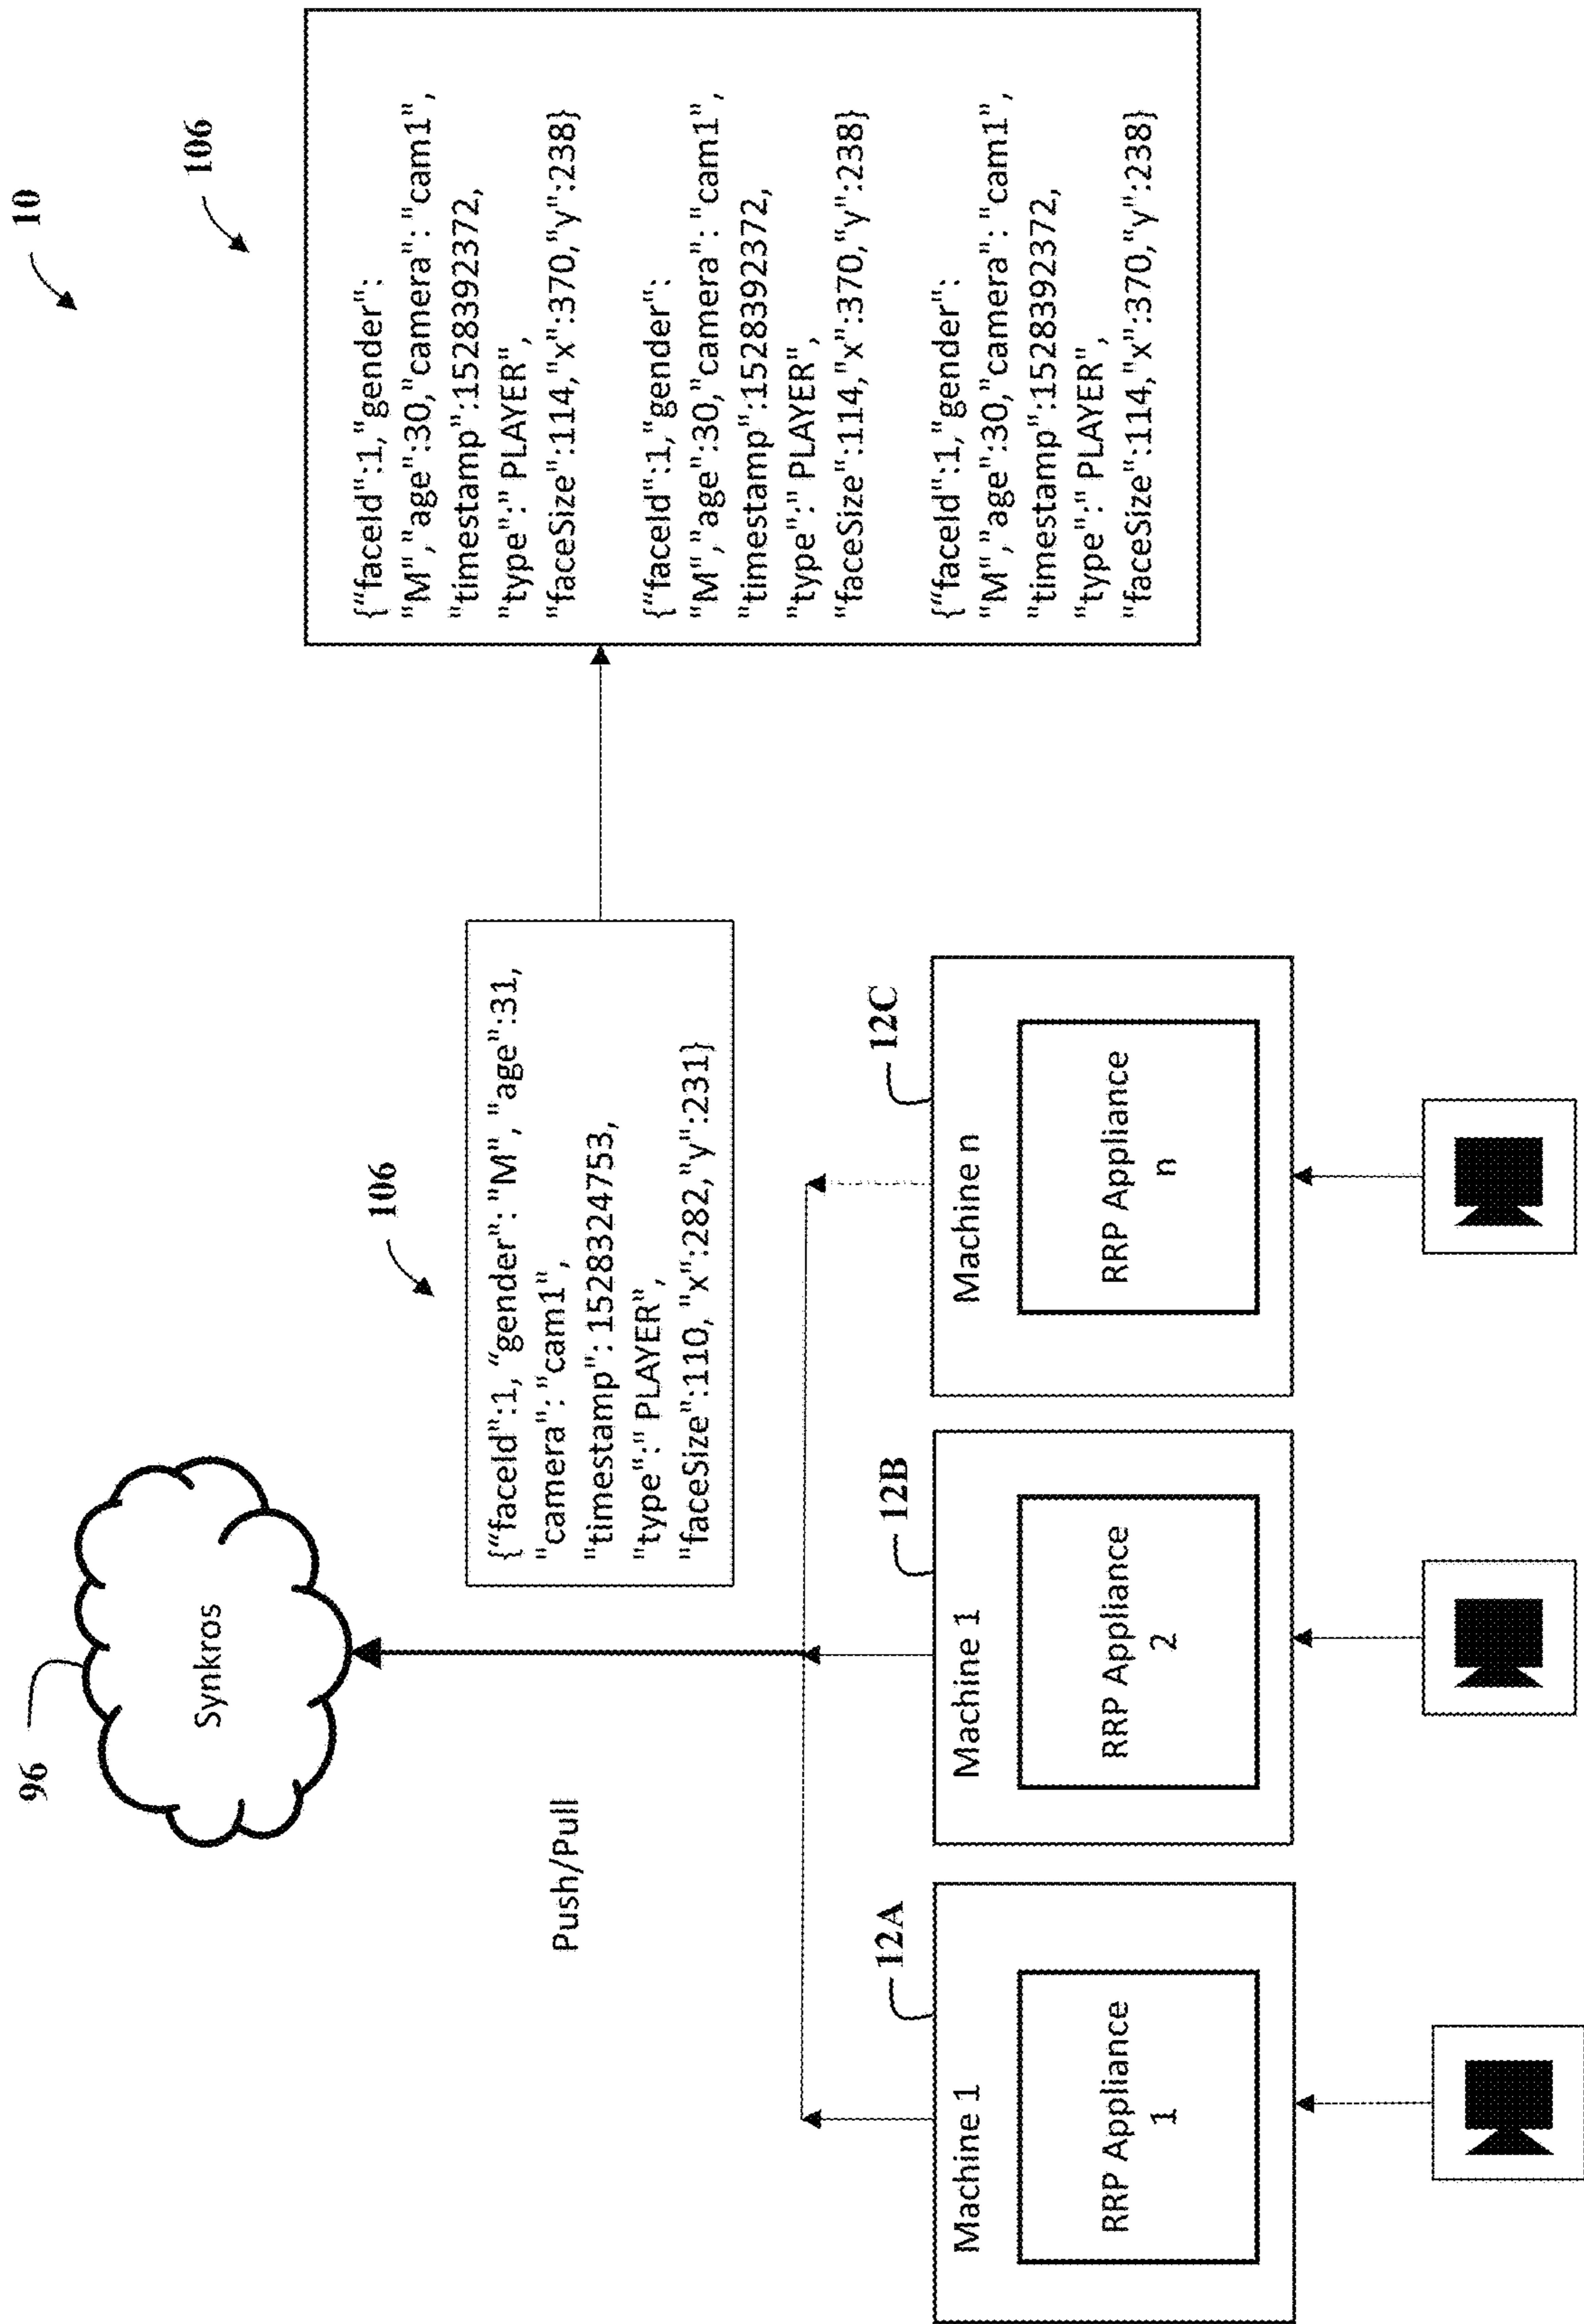 10
106
96
Synkros
Push/Pull
106
{"faceId":1, "gender": "M", "age":31,
"camera": "cam1",
"timestamp": 1528324753,
"type":" PLAYER",
"faceSize":110, "x":282,"y":231}
{"faceId":1,"gender":
"M","age":30,"camera": "cam1",
"timestamp":1528392372,
"type":" PLAYER",
"faceSize":114,"x":370,"y":238}
{"faceId":1,"gender":
"M","age":30,"camera": "cam1",
"timestamp":1528392372,
"type":" PLAYER",
"faceSize":114,"x":370,"y":238}
{"faceId":1,"gender":
"M","age":30,"camera": "cam1",
"timestamp":1528392372,
"type":" PLAYER",
"faceSize":114,"x":370,"y":238}
12A
Machine 1
RRP Appliance
1
12B
Machine 1
RRP Appliance
2
12C
Machine n
RRP Appliance
n